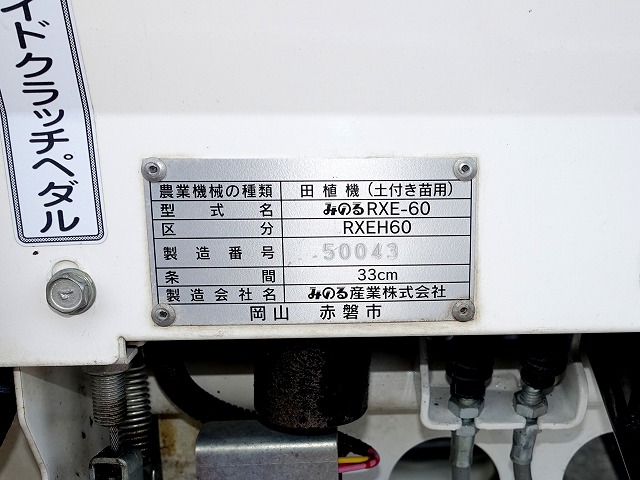 イドクラッチペダル
農業機械の種類 田植機(土付き苗用)
型式名 みのるRXE-60
区分 RXEH60
製造番号 50043
条間 33cm
製造会社名 みのる産業株式会社
岡山 赤磐市